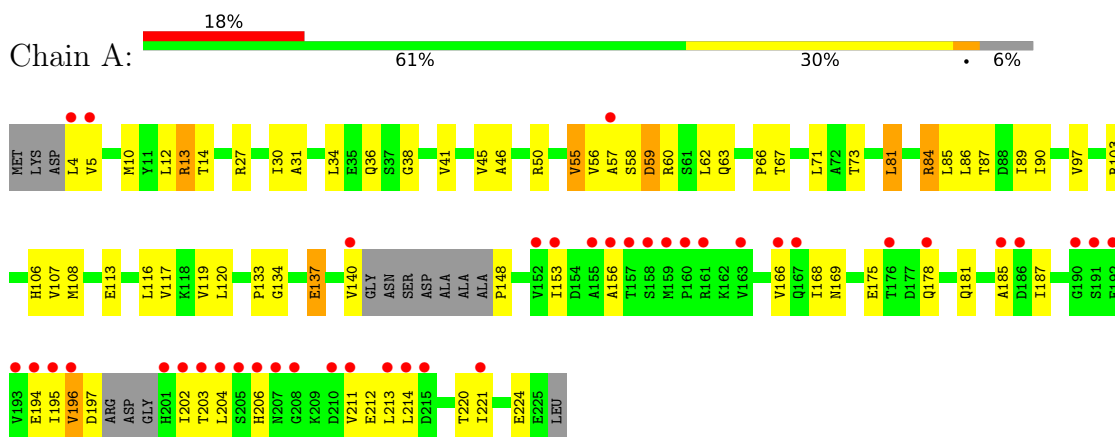 18%
Chain A:
61% 30% • 6%
MET LYS ASP L4 V5 M10 Y11 L12 R13 T14 R27 I30 A31 L34 E35 Q36 S37 G38 V41 V45 A46 R50 V55 V56 A57 S58 D59 R60 S61 L62 Q63 P66 T67 L71 A72 T73 L81 R84 L85 L86 T87 D88 I89 I90 V97 R103
H106 V107 M108 E113 L116 V117 K118 V119 L120 P133 G134 E137 V140 GLY ASN SER ASP ALA ALA ALA P148 V152 I153 D154 A155 A156 T157 S158 M159 P160 R161 K162 V163 V166 Q167 I168 N169 E175 T176 D177 Q178 Q181 A185 D186 I187 G190 S191 E192
V193 E194 I195 V196 D197 ARG ASP GLY H201 I202 T203 L204 S205 H206 N207 G208 K209 D210 V211 E212 L213 L214 D215 T220 I221 E224 E225 LEU